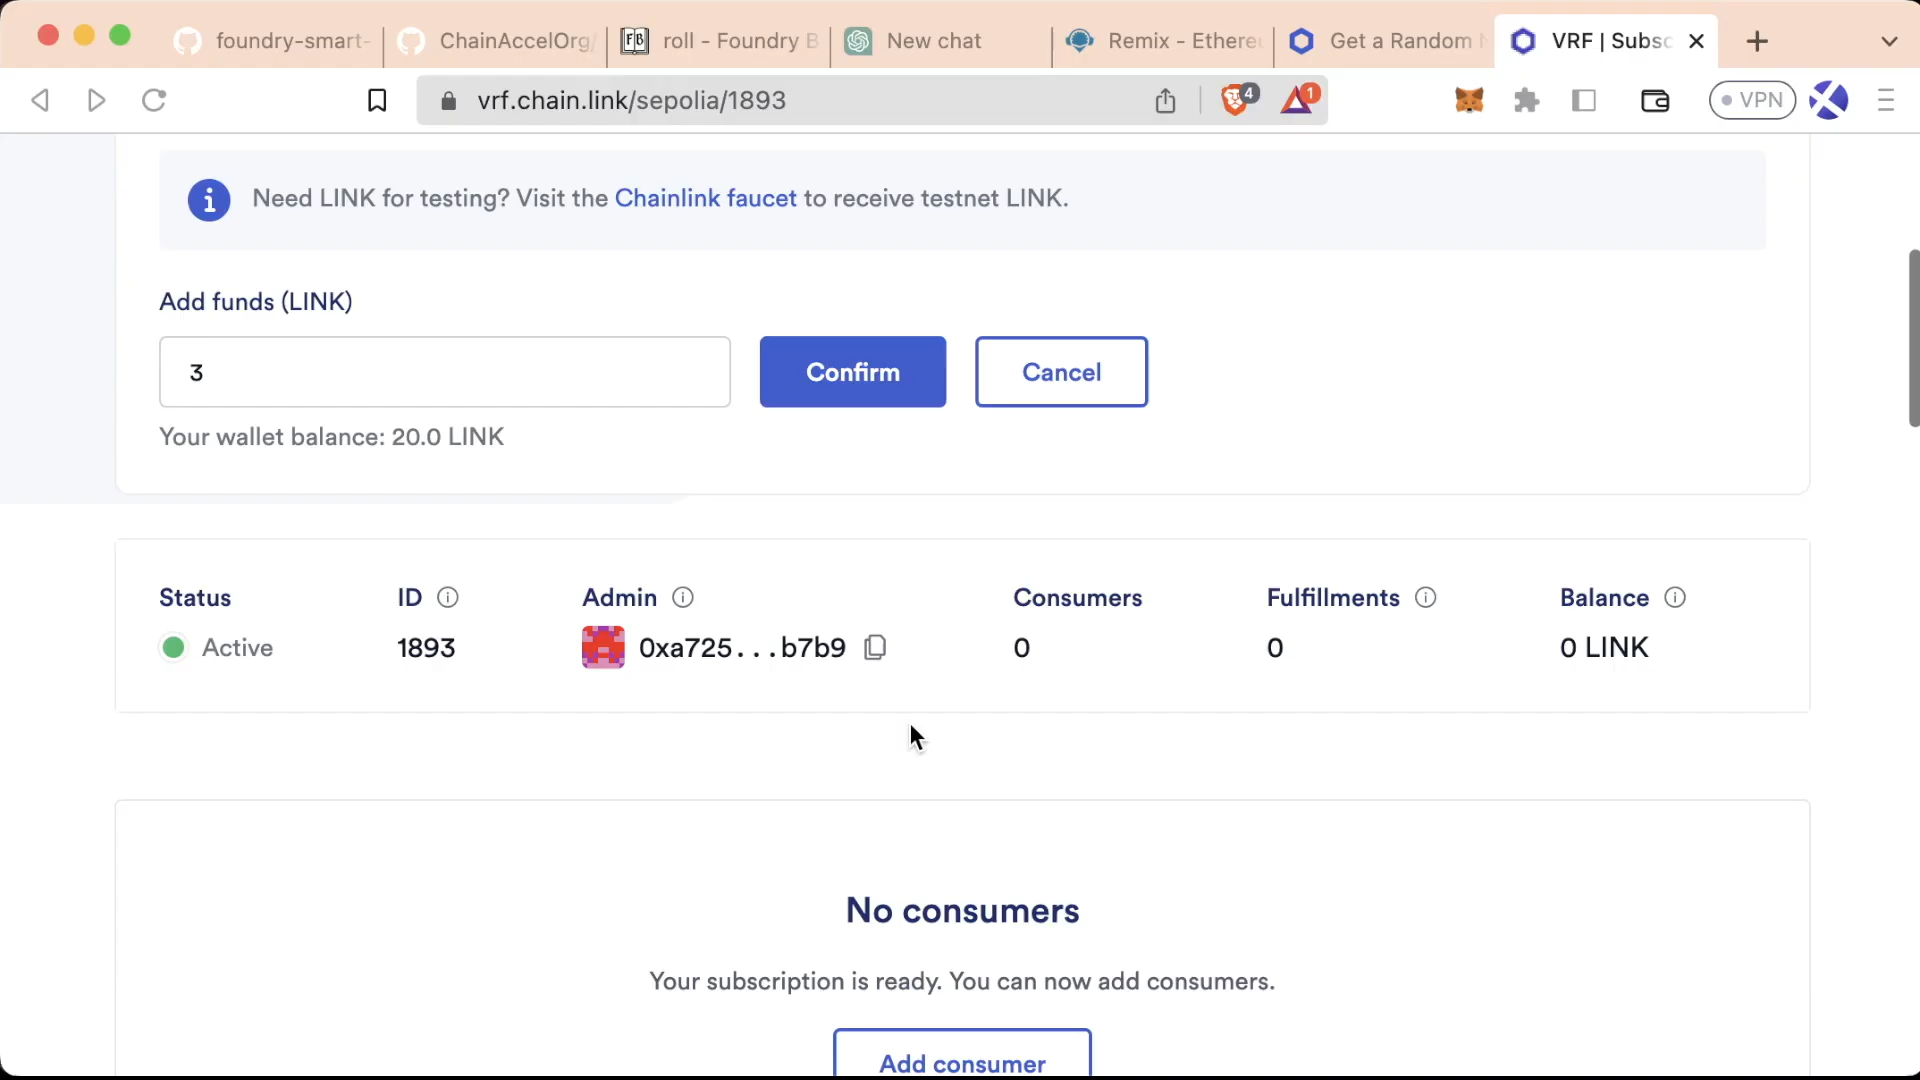 foundry-smart-
ChainAccelOrg/
roll - Foundry B
New chat
Remix - Ethere
Get a Random
VRF | Subsc
vrf.chain.link/sepolia/1893
4
1
VPN
Need LINK for testing? Visit the Chainlink faucet to receive testnet LINK.
Add funds (LINK)
3
Confirm
Cancel
Your wallet balance: 20.0 LINK
Status
ID
Admin
Consumers
Fulfillments
Balance
Active
1893
0xa725...b7b9
0
0
0 LINK
No consumers
Your subscription is ready. You can now add consumers.
Add consumer